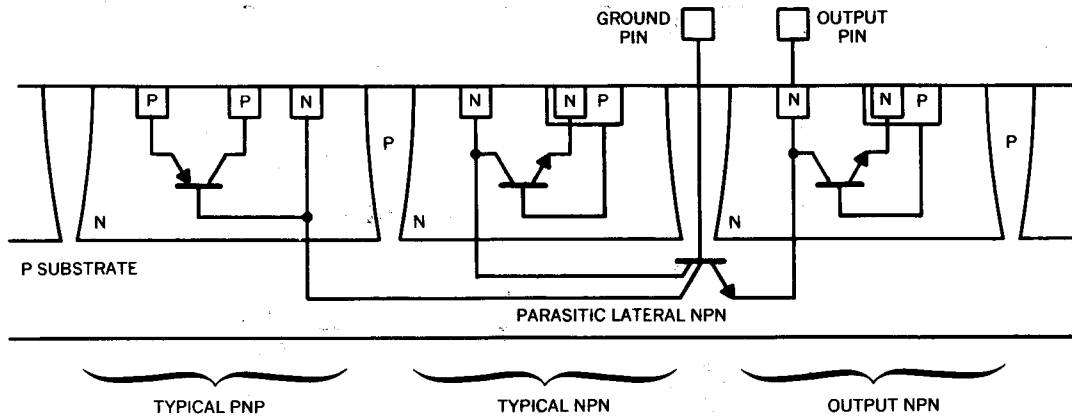 GROUND PIN
OUTPUT PIN
P P N N N P N N P
P P
N N N
P SUBSTRATE
PARASITIC LATERAL NPN
TYPICAL PNP TYPICAL NPN OUTPUT NPN